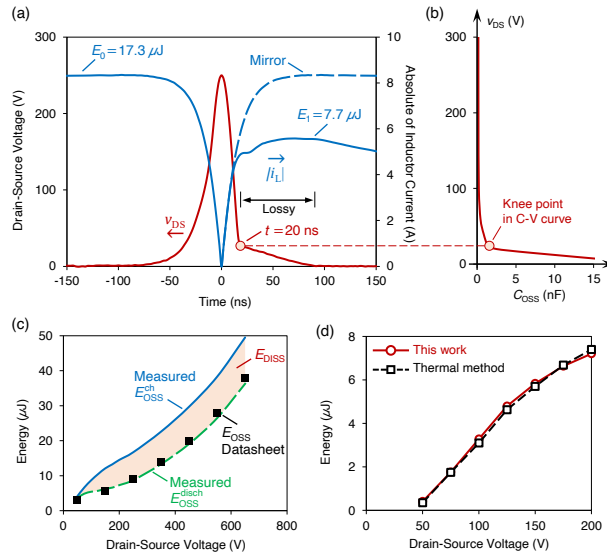 (a)
E0 = 17.3 µJ
Mirror
E1 = 7.7 µJ
|iL|
Lossy
vDS
t = 20 ns
Drain-Source Voltage (V)
300
200
100
0
Absolute of Inductor Current (A)
10
8
6
4
2
0
-150
-100
-50
0
50
100
150
Time (ns)
(b)
vDS (V)
300
200
100
0
Knee point
in C-V curve
0
5
10
15
COSS (nF)
(c)
Energy (µJ)
50
40
30
20
10
0
Measured
EOSS^ch
EDISS
EOSS
Datasheet
Measured
EOSS^disch
0
200
400
600
800
Drain-Source Voltage (V)
(d)
Energy (µJ)
8
6
4
2
0
This work
Thermal method
0
50
100
150
200
Drain-Source Voltage (V)